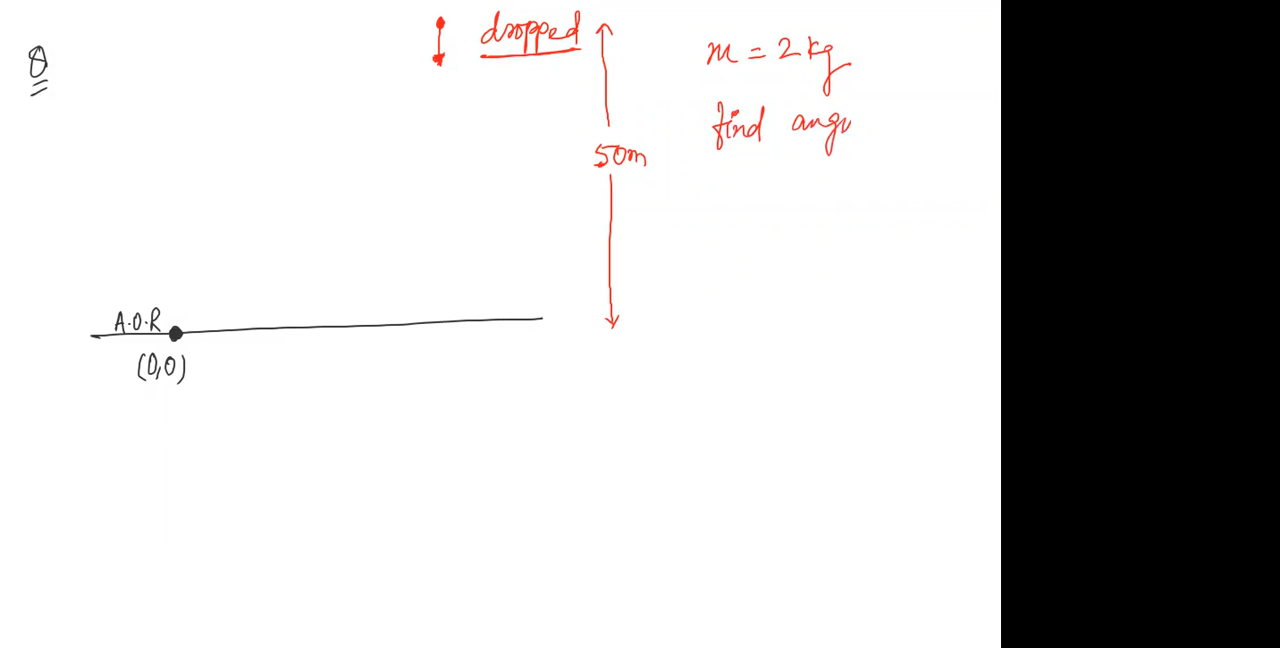 Q
dropped
m = 2 kg
find angu
50m
A.O.R
(0,0)